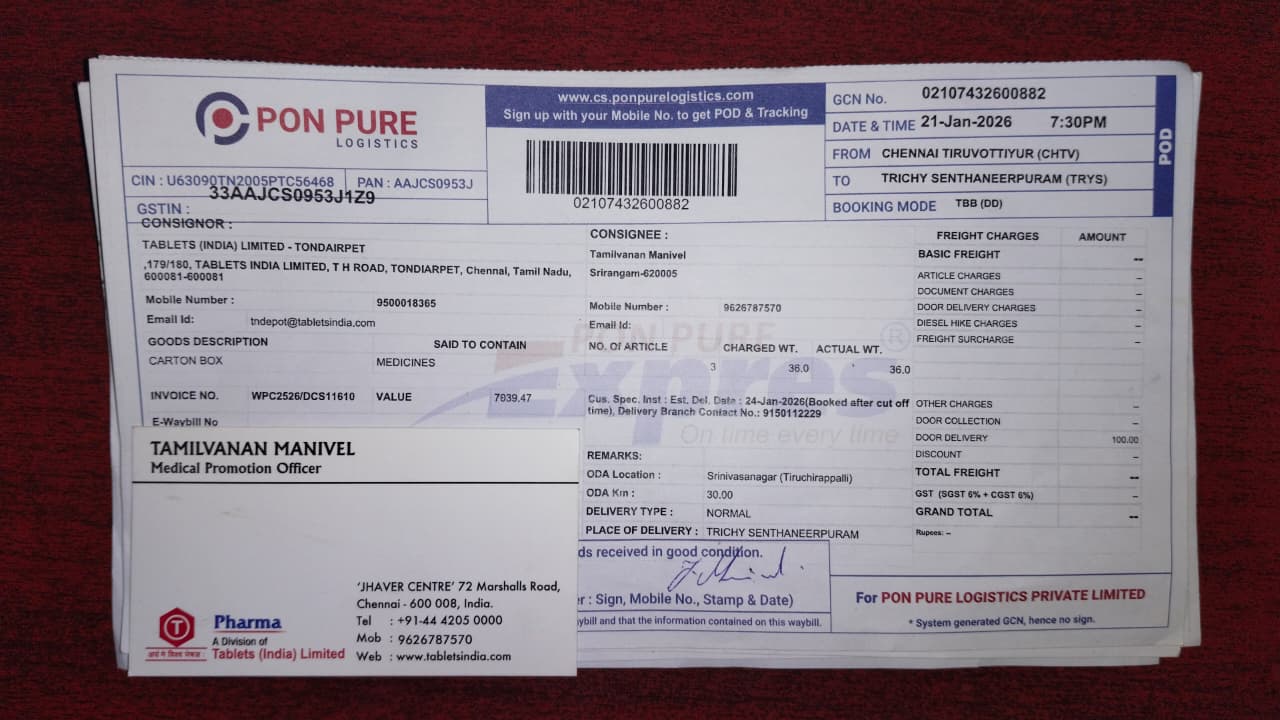 PON PURE
LOGISTICS
www.cs.ponpurelogistics.com
Sign up with your Mobile No. to get POD & Tracking
02107432600882
GCN No. 02107432600882
DATE & TIME 21-Jan-2026 7:30PM
FROM CHENNAI TIRUVOTTIYUR (CHTV)
TO TRICHY SENTHANEERPURAM (TRYS)
BOOKING MODE TBB (DD)
POD
CIN : U63090TN2005PTC56468 PAN : AAJCS0953J
33AAJCS0953J1Z9
GSTIN :
CONSIGNOR :
TABLETS (INDIA) LIMITED - TONDAIRPET
,179/180, TABLETS INDIA LIMITED, T H ROAD, TONDIARPET, Chennai, Tamil Nadu,
600081-600081
Mobile Number : 9500018365
Email Id: tndepot@tabletsindia.com
GOODS DESCRIPTION SAID TO CONTAIN
CARTON BOX MEDICINES
INVOICE NO. WPC2526/DCS11610 VALUE 7039.47
E-Waybill No
CONSIGNEE :
Tamilvanan Manivel
Srirangam-620005
Mobile Number : 9626787570
Email Id:
NO. Of ARTICLE CHARGED WT. ACTUAL WT.
3 36.0 36.0
PON PURE
Expres ®
On time every time
Cus. Spec. Inst : Est. Del. Date : 24-Jan-2026(Booked after cut off
time), Delivery Branch Contact No.: 9150112229
REMARKS:
ODA Location : Srinivasanagar (Tiruchirappalli)
ODA Km : 30.00
DELIVERY TYPE : NORMAL
PLACE OF DELIVERY : TRICHY SENTHANEERPURAM
ds received in good condition.
er : Sign, Mobile No., Stamp & Date)
aybill and that the information contained on this waybill.
FREIGHT CHARGES AMOUNT
BASIC FREIGHT --
ARTICLE CHARGES –
DOCUMENT CHARGES –
DOOR DELIVERY CHARGES –
DIESEL HIKE CHARGES –
FREIGHT SURCHARGE –
OTHER CHARGES –
DOOR COLLECTION –
DOOR DELIVERY 100.00
DISCOUNT –
TOTAL FREIGHT --
GST (SGST 6% + CGST 6%) –
GRAND TOTAL --
Rupees: –
For PON PURE LOGISTICS PRIVATE LIMITED
* System generated GCN, hence no sign.
TAMILVANAN MANIVEL
Medical Promotion Officer
'JHAVER CENTRE' 72 Marshalls Road,
Chennai - 600 008, India.
Tel : +91-44 4205 0000
Mob : 9626787570
Web : www.tabletsindia.com
T
Pharma
A Division of
Tablets (India) Limited